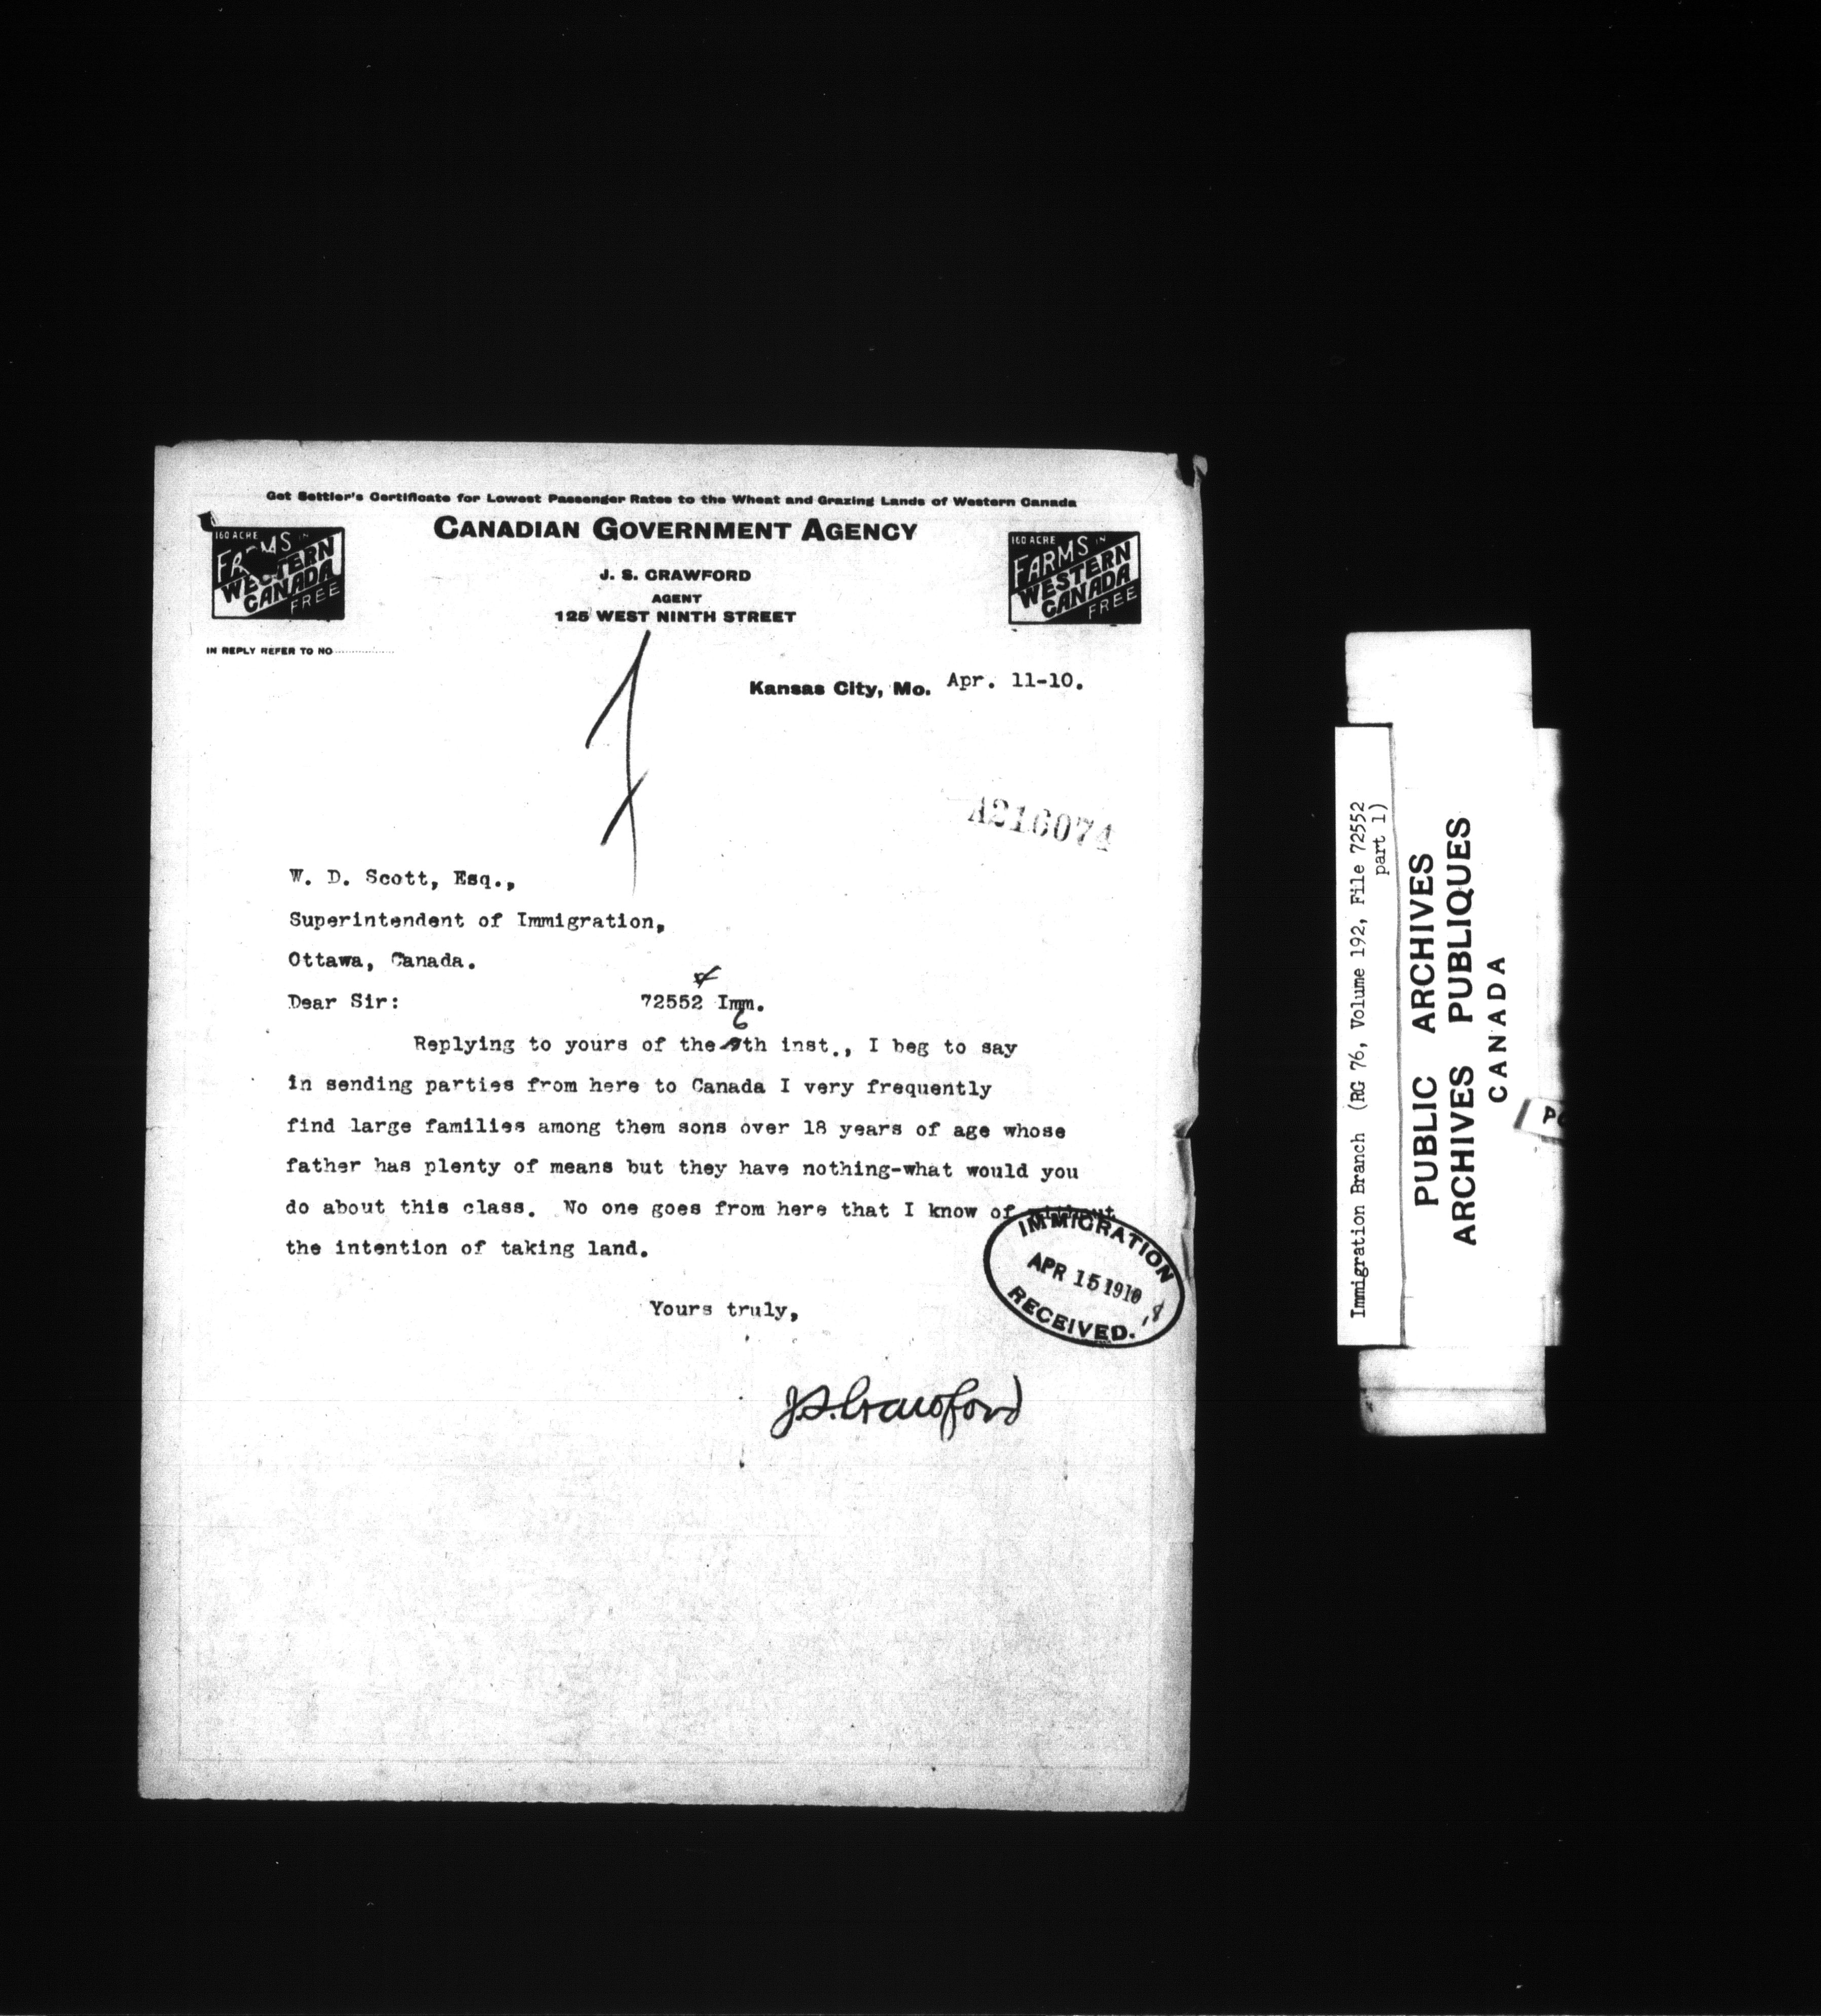 Get Settler's Certificate for Lowest Passenger Rates to the Wheat and Grazing Lands of Western Canada
CANADIAN GOVERNMENT AGENCY
160 ACRE
FARMS IN
WESTERN
CANADA
FREE
J. S. CRAWFORD
AGENT
125 WEST NINTH STREET
160 ACRE
FARMS IN
WESTERN
CANADA
FREE
IN REPLY REFER TO NO
Kansas City, Mo. Apr. 11-10.
A216074
W. D. Scott, Esq.,
Superintendent of Immigration,
Ottawa, Canada.
Dear Sir: 72552 Imm.
6
Replying to yours of the 9th inst., I beg to say
in sending parties from here to Canada I very frequently
find large families among them sons over 18 years of age whose
father has plenty of means but they have nothing-what would you
do about this class. No one goes from here that I know of without
the intention of taking land.
Yours truly,
IMMIGRATION
APR 15 1910
RECEIVED.
J.S. Crawford
Immigration Branch (RG 76, Volume 192, File 72552
part 1)
PUBLIC ARCHIVES
ARCHIVES PUBLIQUES
CANADA